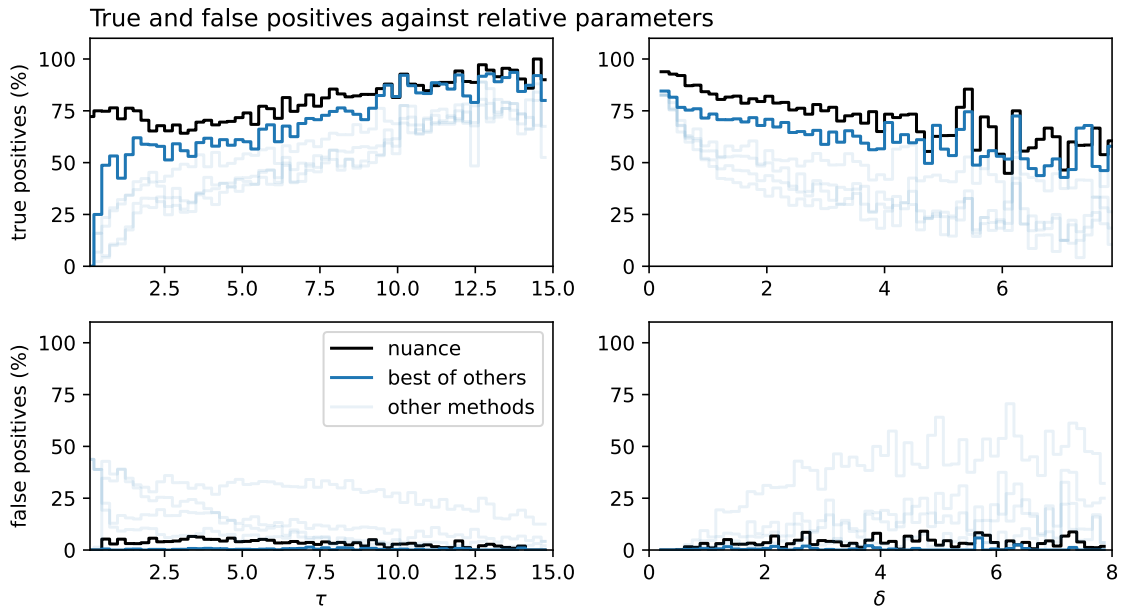 True and false positives against relative parameters
true positives (%)
100
75
50
25
0
2.5 5.0 7.5 10.0 12.5 15.0
100
75
50
25
0
0 2 4 6
false positives (%)
100
75
50
25
0
nuance
best of others
other methods
2.5 5.0 7.5 10.0 12.5 15.0
τ
100
75
50
25
0
0 2 4 6 8
δ